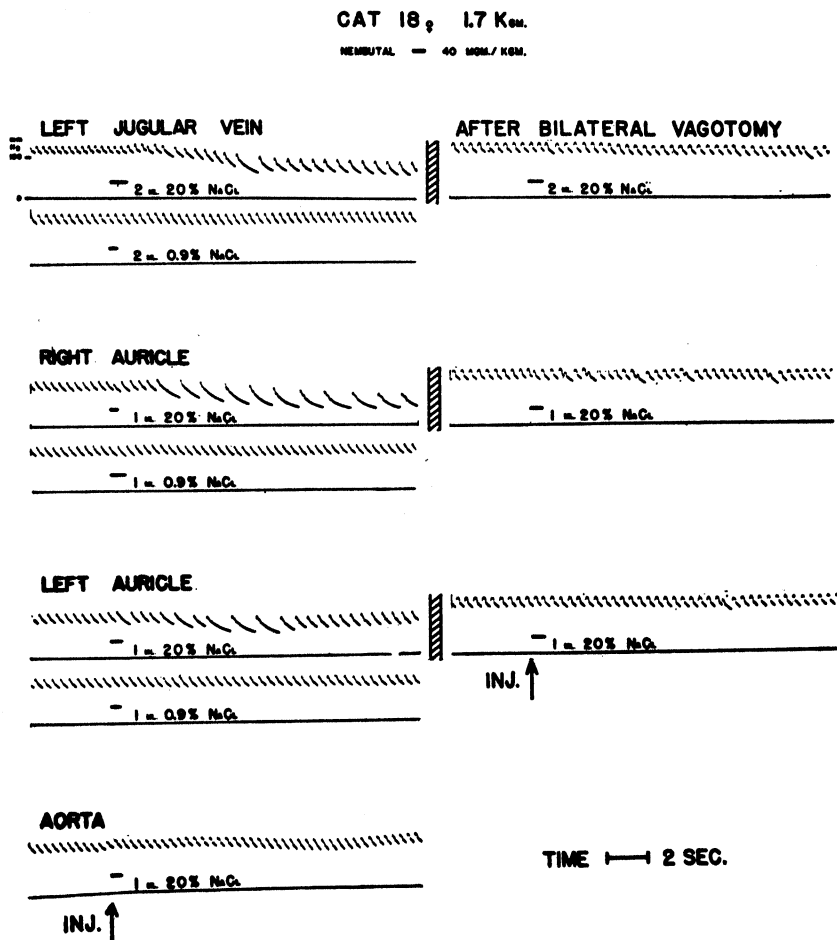 CAT 18♀ 1.7 KGM.
NEMBUTAL — 40 MGM./KGM.
LEFT JUGULAR VEIN
AFTER BILATERAL VAGOTOMY
100
0
2 cc. 20% NaCl
2 cc. 20% NaCl
2 cc. 0.9% NaCl
RIGHT AURICLE
1 cc. 20% NaCl
1 cc. 20% NaCl
1 cc. 0.9% NaCl
LEFT AURICLE
1 cc. 20% NaCl
1 cc. 20% NaCl
INJ.
1 cc. 0.9% NaCl
AORTA
1 cc. 20% NaCl
TIME 2 SEC.
INJ.